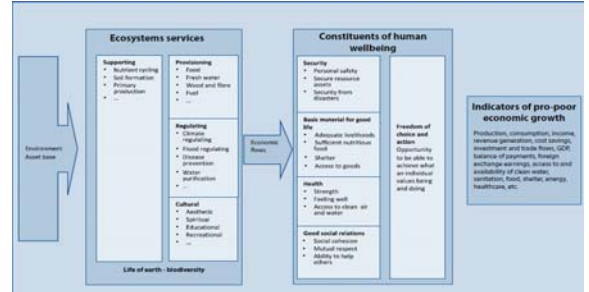 Ecosystems services
Supporting
• Nutrient cycling
• Soil formation
• Primary
production
• ...
Provisioning
• Food
• Fresh water
• Wood and fibre
• Fuel
• ...
Regulating
• Climate
regulating
• Flood regulating
• Disease
prevention
• Water
purification
• ...
Cultural
• Aesthetic
• Spiritual
• Educational
• Recreational
• ...
Life of earth - biodiversity
Environment
Asset base
Economic
flows
Constituents of human
wellbeing
Security
• Personal safety
• Secure resource
assets
• Security from
disasters
Basic material for good
life
• Adequate livelihoods
• Sufficient nutritious
food
• Shelter
• Access to goods
Health
• Strength
• Feeling well
• Access to clean air
and water
Good social relations
• Social cohesion
• Mutual respect
• Ability to help
others
Freedom of
choice and
action
Opportunity
to be able to
achieve what
an individual
values being
and doing
Indicators of pro-poor
economic growth
Production, consumption, income,
revenue generation, cost savings,
investment and trade flows, GDP,
balance of payments, foreign
exchange earnings, access to and
availability of clean water,
sanitation, food, shelter, energy,
healthcare, etc.